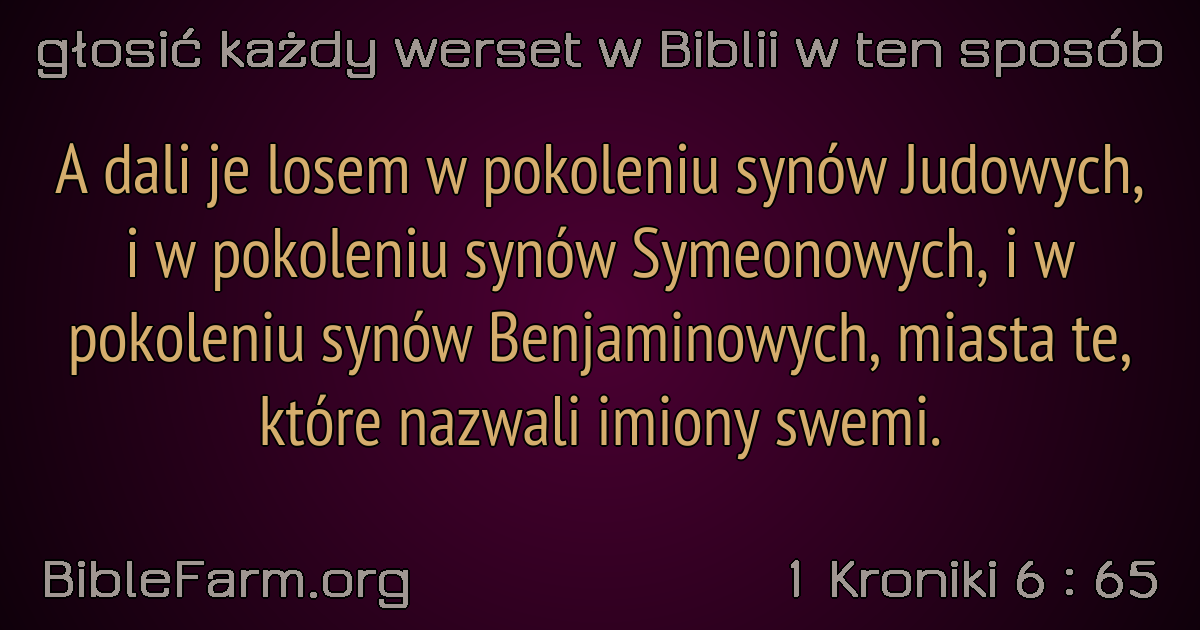 głosić każdy werset w Biblii w ten sposób
A dali je losem w pokoleniu synów Judowych,
i w pokoleniu synów Symeonowych, i w
pokoleniu synów Benjaminowych, miasta te,
które nazwali imiony swemi.
BibleFarm.org
1 Kroniki 6 : 65